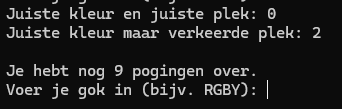 Juiste kleur en juiste plek: 0
Juiste kleur maar verkeerde plek: 2
Je hebt nog 9 pogingen over.
Voer je gok in (bijv. RGBY):